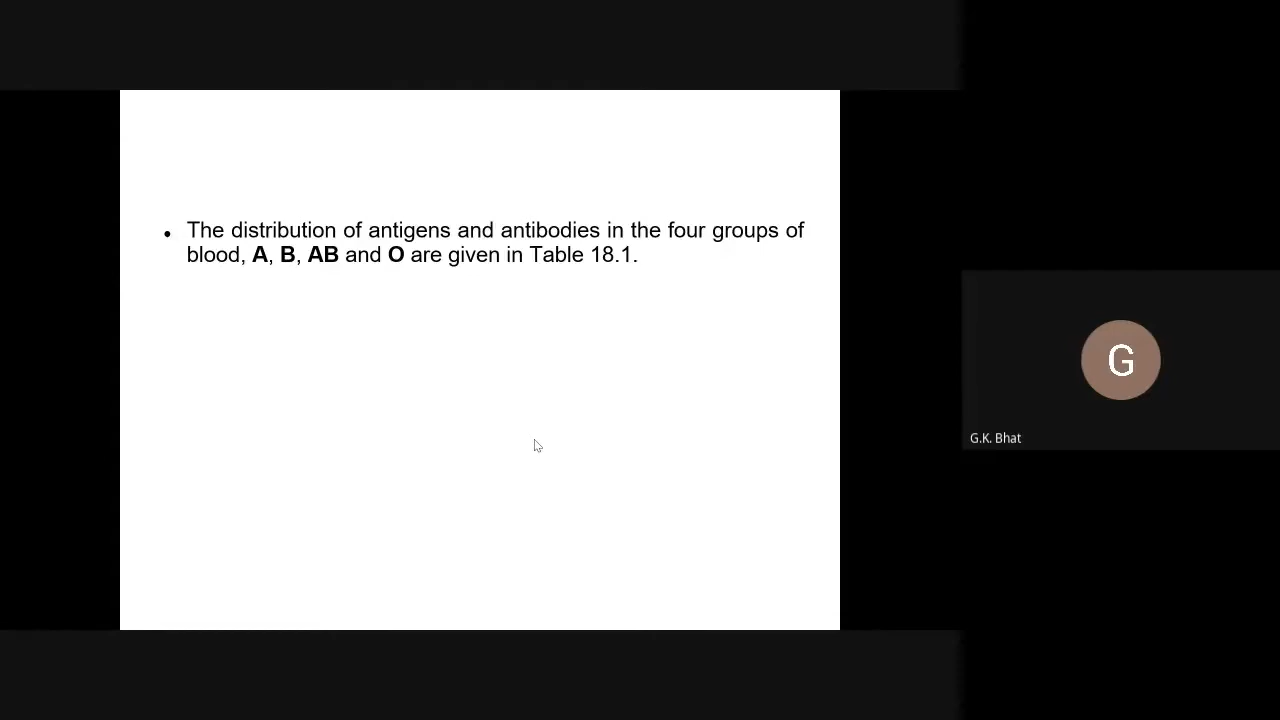 • The distribution of antigens and antibodies in the four groups of
blood, A, B, AB and O are given in Table 18.1.
G
G.K. Bhat